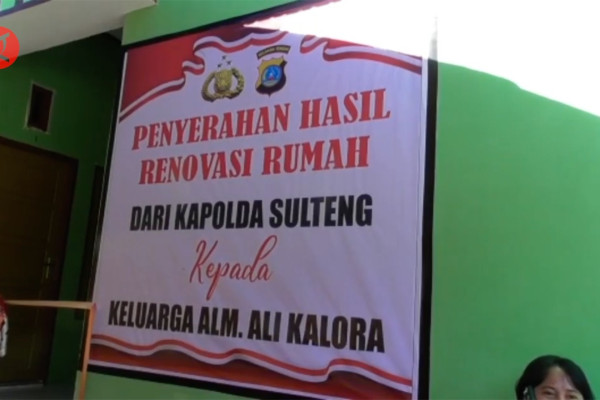 PENYERAHAN HASIL
RENOVASI RUMAH
DARI KAPOLDA SULTENG
Kepada
KELUARGA ALM. ALI KALORA